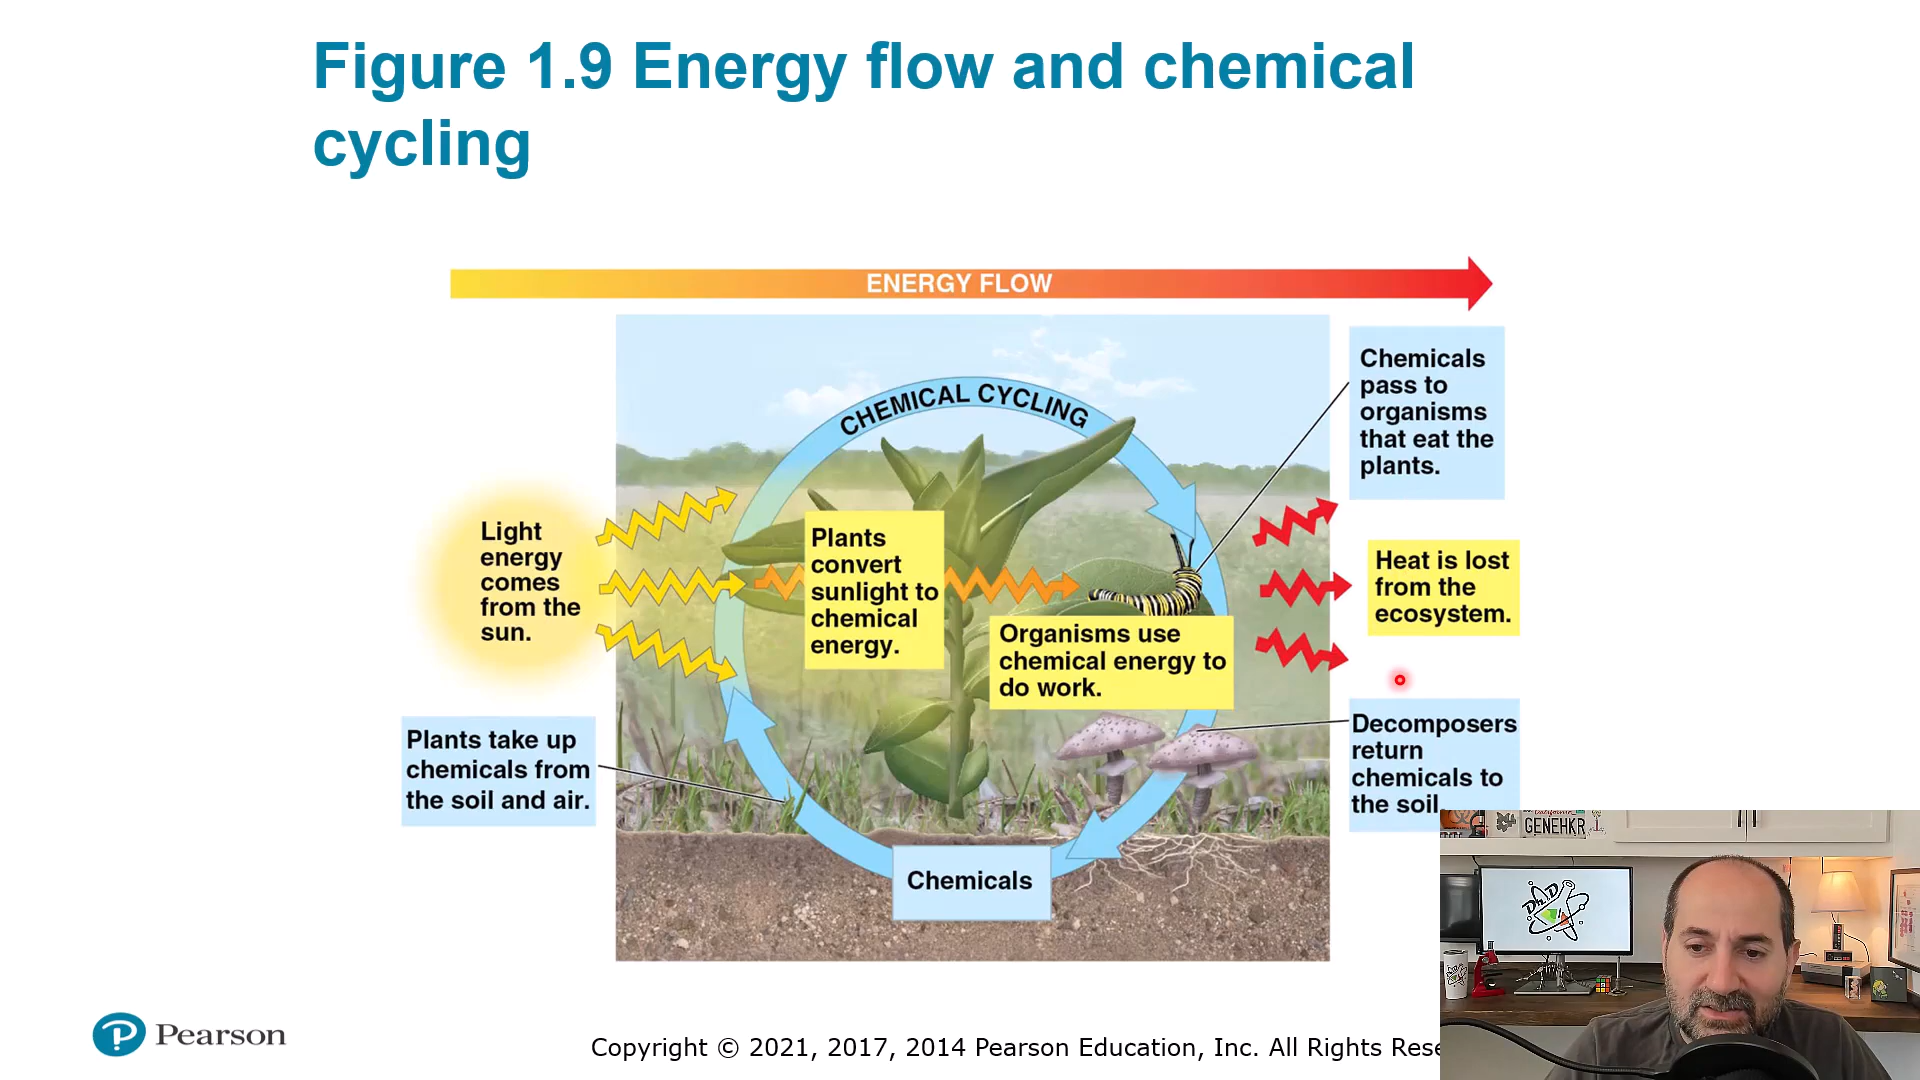 Figure 1.9 Energy flow and chemical
cycling
ENERGY FLOW
CHEMICAL CYCLING
Chemicals
pass to
organisms
that eat the
plants.
Light
energy
comes
from the
sun.
Plants
convert
sunlight to
chemical
energy.
Organisms use
chemical energy to
do work.
Heat is lost
from the
ecosystem.
Plants take up
chemicals from
the soil and air.
Decomposers
return
chemicals to
the soil.
Chemicals
GENEHKR
Dh.D
P Pearson
Copyright © 2021, 2017, 2014 Pearson Education, Inc. All Rights Rese